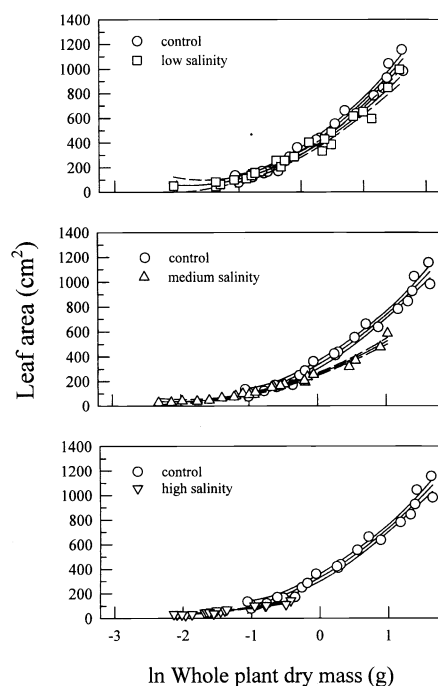 1400
1200
1000
800
600
400
200
0
control
low salinity
Leaf area (cm²)
1400
1200
1000
800
600
400
200
0
control
medium salinity
1400
1200
1000
800
600
400
200
0
control
high salinity
-3 -2 -1 0 1
ln Whole plant dry mass (g)